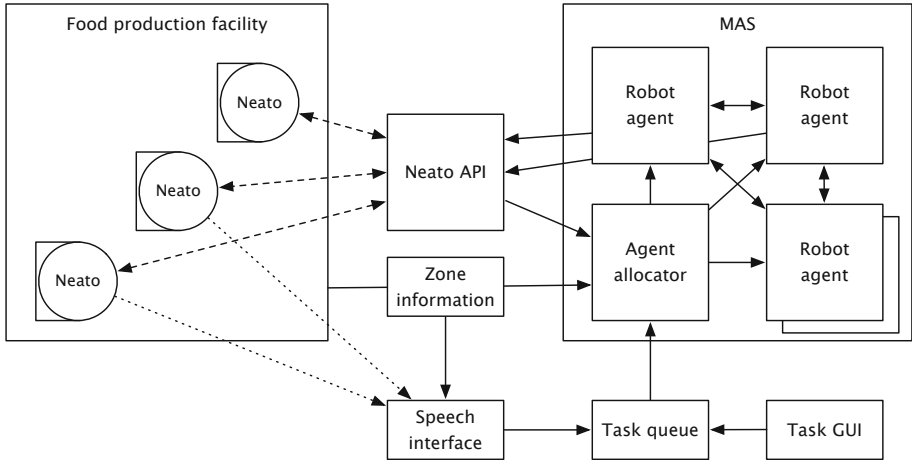 Food production facility
MAS
Neato
Neato
Neato
Neato API
Zone
information
Speech
interface
Robot
agent
Robot
agent
Agent
allocator
Robot
agent
Task queue
Task GUI